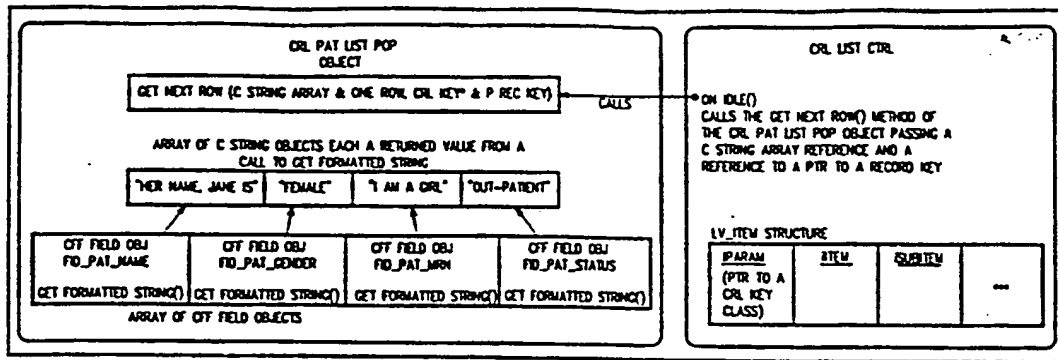 CRL PAT LIST POP
OBJECT
GET NEXT ROW (C STRING ARRAY & ONE ROW, CRL KEY* & P REC KEY)
ARRAY OF C STRING OBJECTS EACH A RETURNED VALUE FROM A
CALL TO GET FORMATTED STRING
"HER NAME, JANE IS" "FEMALE" "I AM A GIRL" "OUT-PATIENT"
CFF FIELD OBJ CFF FIELD OBJ CFF FIELD OBJ CFF FIELD OBJ
FID_PAT_NAME FID_PAT_GENDER FID_PAT_MRN FID_PAT_STATUS
GET FORMATTED STRING() GET FORMATTED STRING() GET FORMATTED STRING() GET FORMATTED STRING()
ARRAY OF CFF FIELD OBJECTS
CALLS
CRL LIST CTRL
ON IDLE()
CALLS THE GET NEXT ROW() METHOD OF
THE CRL PAT LIST POP OBJECT PASSING A
C STRING ARRAY REFERENCE AND A
REFERENCE TO A PTR TO A RECORD KEY
LV_ITEM STRUCTURE
IPARAM ITEM ISUBITEM •••
(PTR TO A
CRL KEY
CLASS)